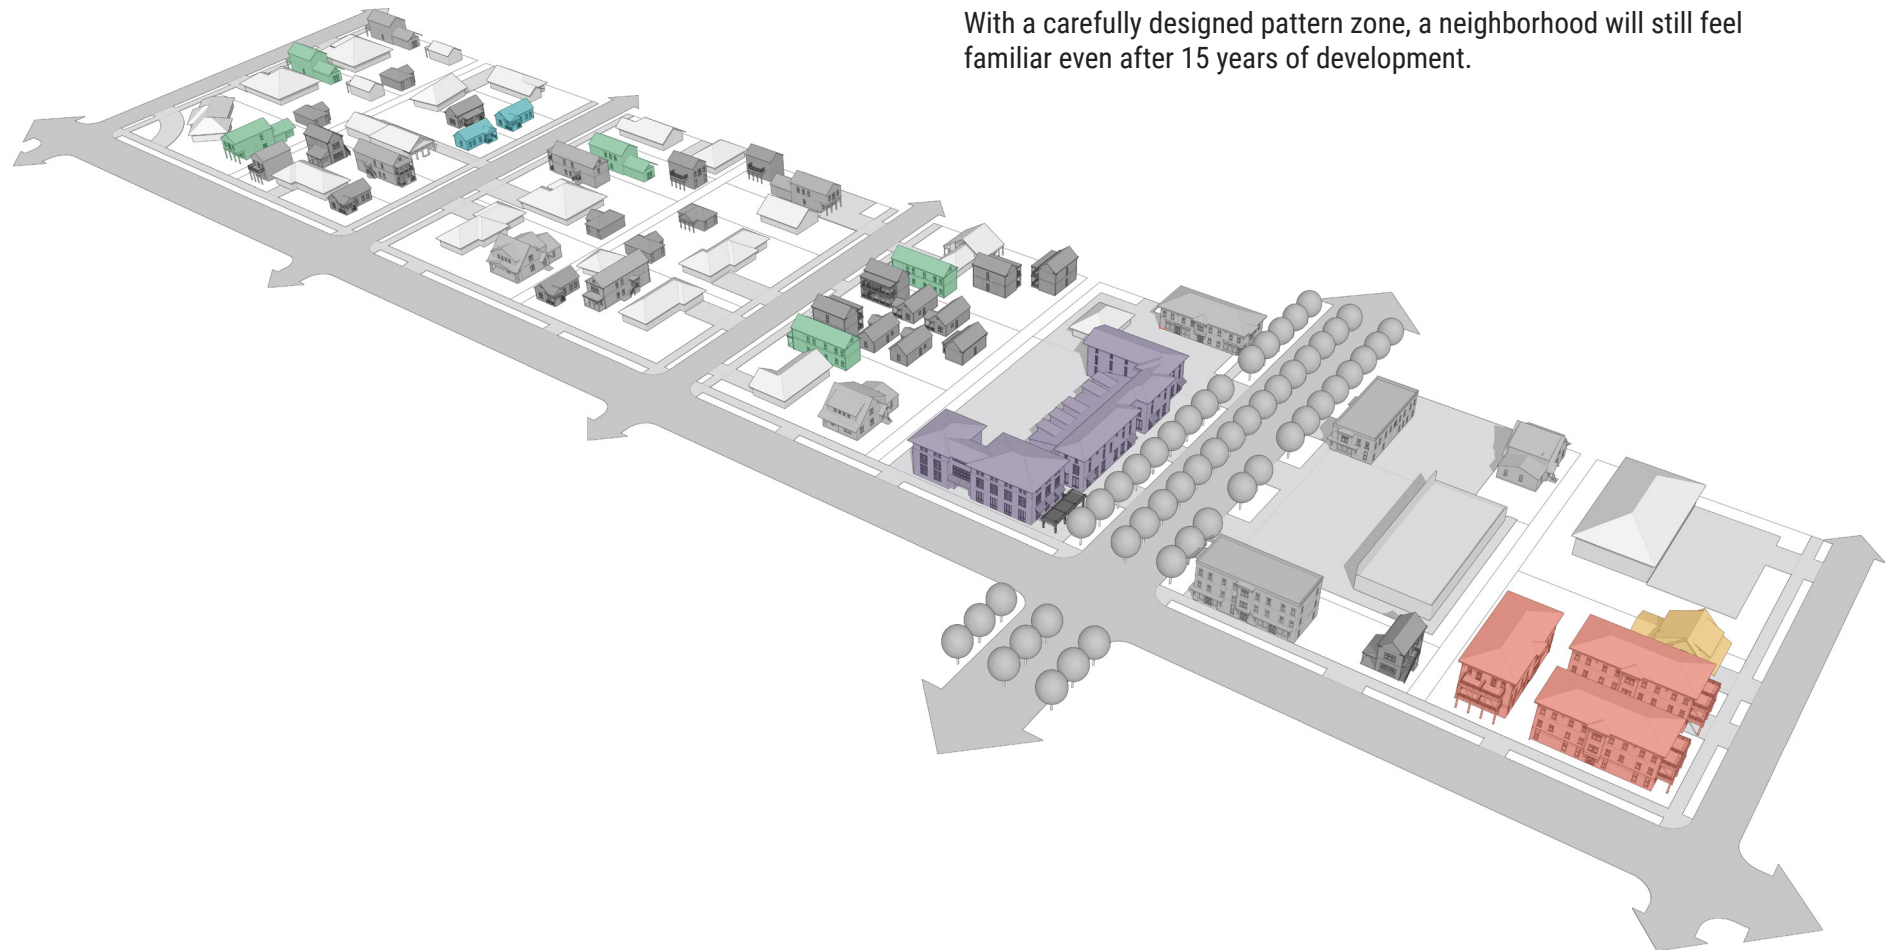 With a carefully designed pattern zone, a neighborhood will still feel
familiar even after 15 years of development.